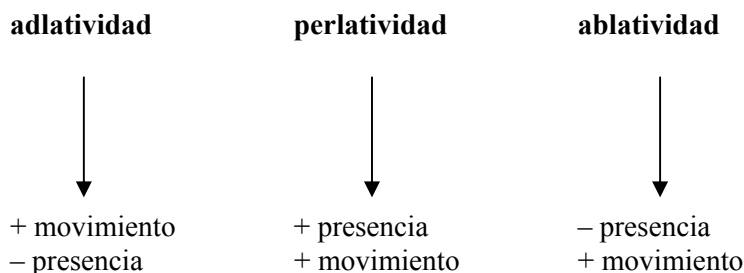 adlatividad perlatividad ablatividad
+ movimiento + presencia – presencia
– presencia + movimiento + movimiento